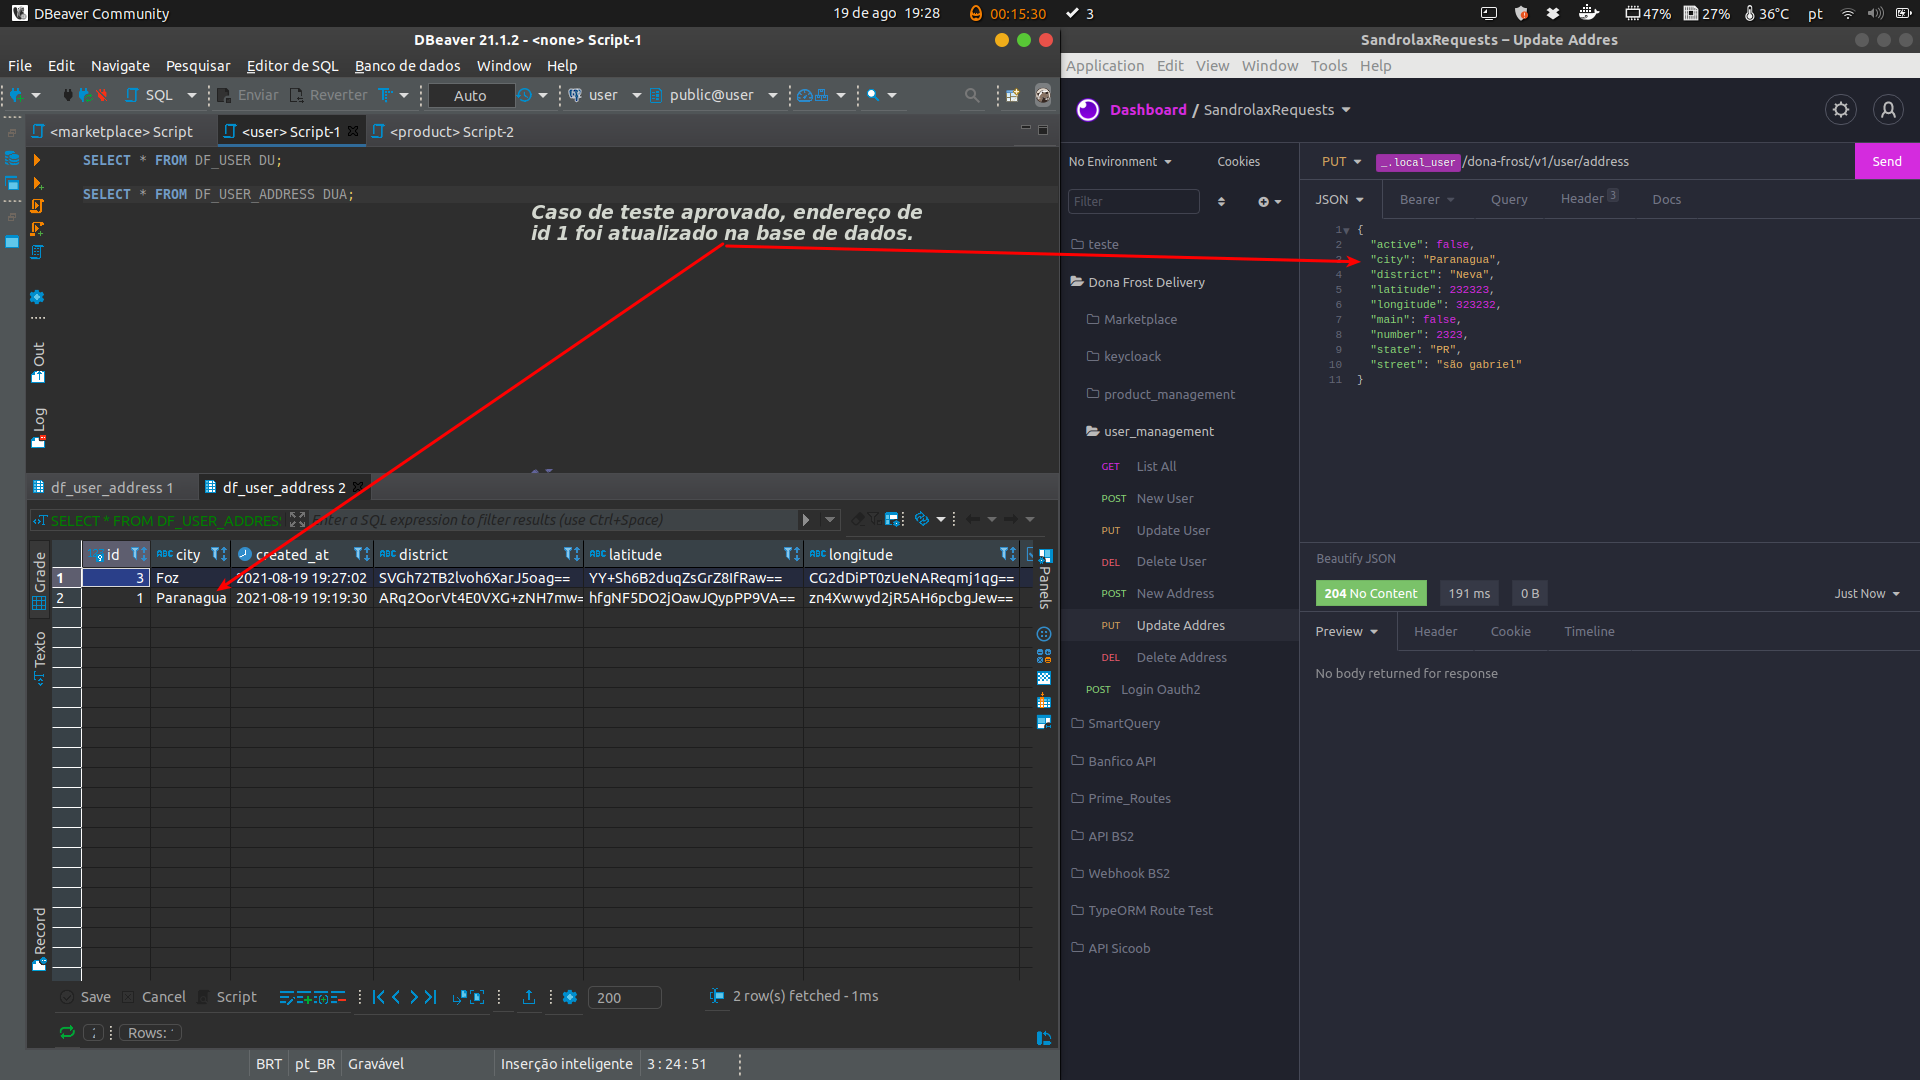 DBeaver Community
19 de ago 19:28
00:15:30
3
47%
27%
36°C
pt
DBeaver 21.1.2 - <none> Script-1
File Edit Navigate Pesquisar Editor de SQL Banco de dados Window Help
SQL Enviar Reverter Auto user public@user
<marketplace> Script
<user> Script-1
<product> Script-2
SELECT * FROM DF_USER DU;
SELECT * FROM DF_USER_ADDRESS DUA;
Caso de teste aprovado, endereço de
id 1 foi atualizado na base de dados.
Out
Log
df_user_address 1
df_user_address 2
SELECT * FROM DF_USER_ADDRES
Enter a SQL expression to filter results (use Ctrl+Space)
Grade
Texto
Record
Panels
id city created_at district latitude longitude
1 3 Foz 2021-08-19 19:27:02 SVGh72TB2lvoh6XarJ5oag== YY+Sh6B2duqZsGrZ8IfRaw== CG2dDiPT0zUeNAReqmj1qg==
2 1 Paranagua 2021-08-19 19:19:30 ARq2OorVt4E0VXG+zNH7mw= hfgNF5DO2jOawJQypPP9VA== zn4Xwwyd2jR5AH6pcbgJew==
Save Cancel Script 200 2 row(s) fetched - 1ms
Rows:
BRT pt_BR Gravável Inserção inteligente 3 : 24 : 51
SandrolaxRequests – Update Addres
Application Edit View Window Tools Help
Dashboard / SandrolaxRequests
No Environment Cookies
Filter
teste
Dona Frost Delivery
Marketplace
keycloack
product_management
user_management
GET List All
POST New User
PUT Update User
DEL Delete User
POST New Address
PUT Update Addres
DEL Delete Address
POST Login Oauth2
SmartQuery
Banfico API
Prime_Routes
API BS2
Webhook BS2
TypeORM Route Test
API Sicoob
PUT _.local_user /dona-frost/v1/user/address Send
JSON Bearer Query Header 3 Docs
1 {
2 "active": false,
3 "city": "Paranagua",
4 "district": "Neva",
5 "latitude": 232323,
6 "longitude": 323232,
7 "main": false,
8 "number": 2323,
9 "state": "PR",
10 "street": "são gabriel"
11 }
Beautify JSON
204 No Content 191 ms 0 B Just Now
Preview Header Cookie Timeline
No body returned for response